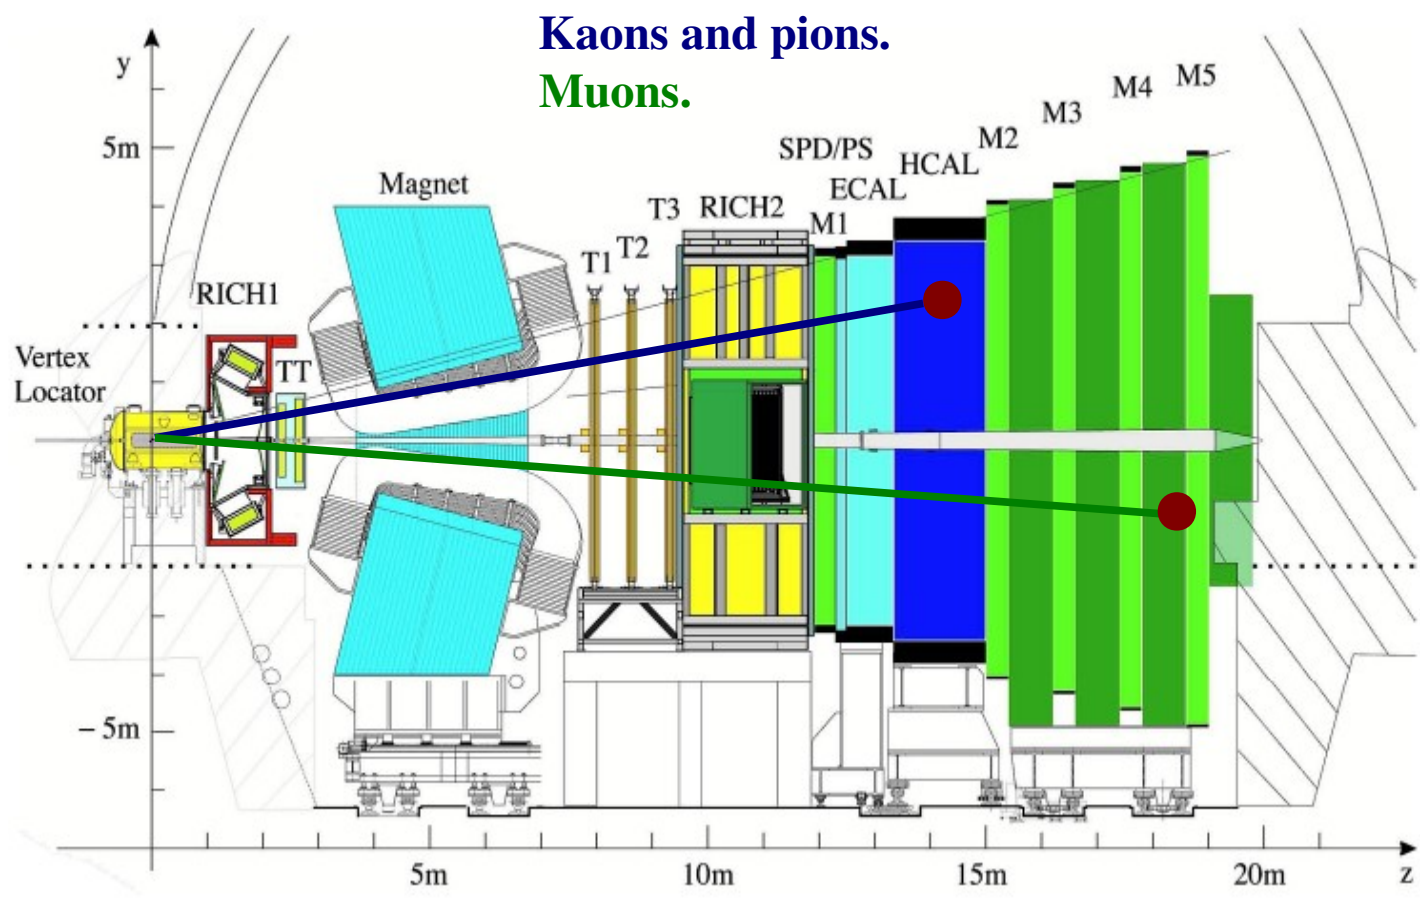 Kaons and pions.
Muons.
y
5m
Magnet
SPD/PS
ECAL
HCAL
M2
M3
M4
M5
T3
RICH2
M1
T1
T2
RICH1
Vertex
Locator
TT
− 5m
5m
10m
15m
20m
z